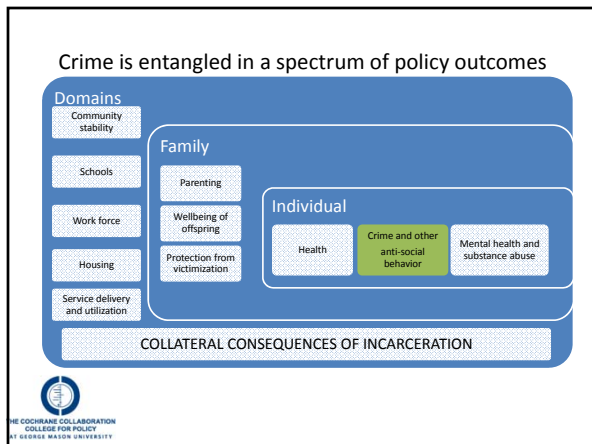 Crime is entangled in a spectrum of policy outcomes
Domains
Community
stability
Schools
Work force
Housing
Service delivery
and utilization
Family
Parenting
Wellbeing of
offspring
Protection from
victimization
Individual
Health
Crime and other
anti-social
behavior
Mental health and
substance abuse
COLLATERAL CONSEQUENCES OF INCARCERATION
THE COCHRANE COLLABORATION
COLLEGE FOR POLICY
AT GEORGE MASON UNIVERSITY